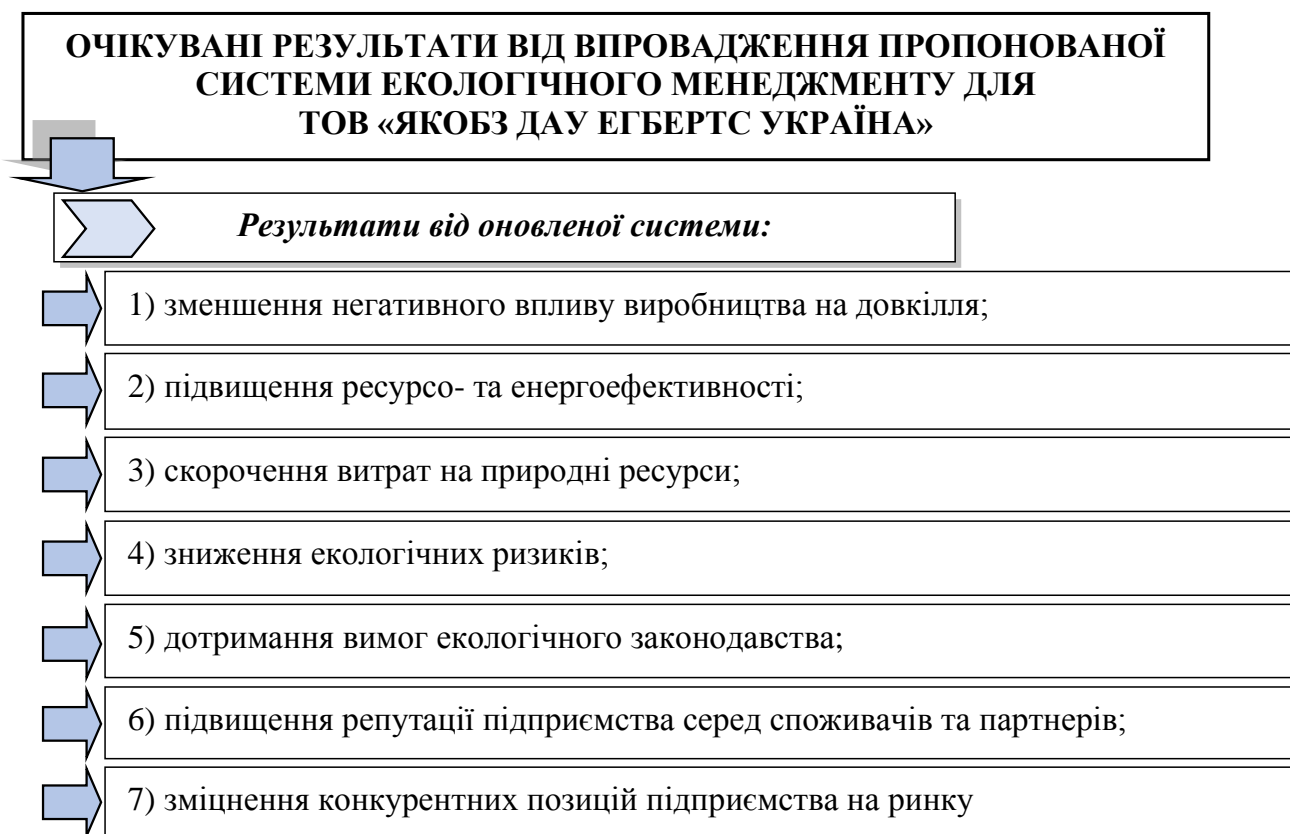 ОЧІКУВАНІ РЕЗУЛЬТАТИ ВІД ВПРОВАДЖЕННЯ ПРОПОНОВАНОЇ
СИСТЕМИ ЕКОЛОГІЧНОГО МЕНЕДЖМЕНТУ ДЛЯ
ТОВ «ЯКОБЗ ДАУ ЕГБЕРТС УКРАЇНА»
Результати від оновленої системи:
1) зменшення негативного впливу виробництва на довкілля;
2) підвищення ресурсо- та енергоефективності;
3) скорочення витрат на природні ресурси;
4) зниження екологічних ризиків;
5) дотримання вимог екологічного законодавства;
6) підвищення репутації підприємства серед споживачів та партнерів;
7) зміцнення конкурентних позицій підприємства на ринку